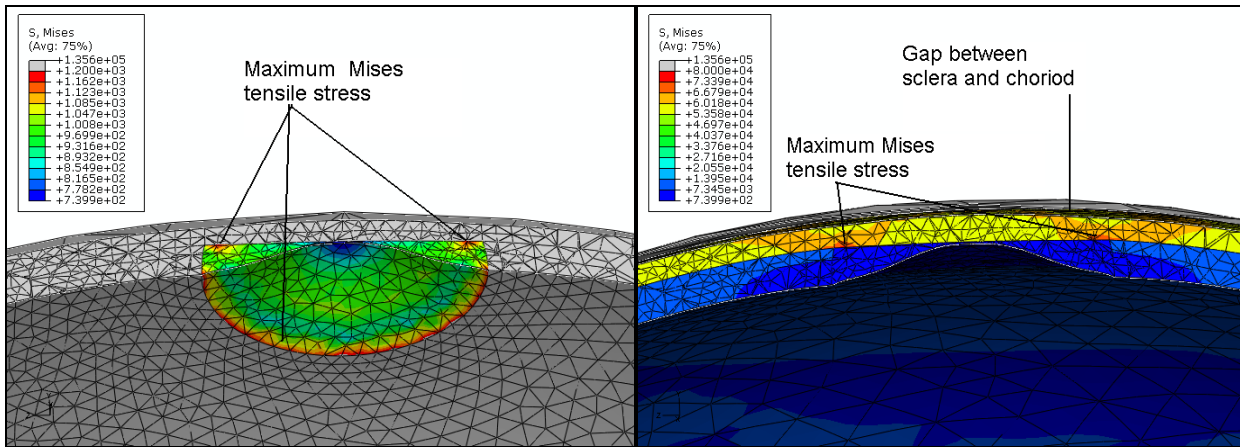 S, Mises
(Avg: 75%)
+1.356e+05
+1.200e+03
+1.162e+03
+1.123e+03
+1.085e+03
+1.047e+03
+1.008e+03
+9.699e+02
+9.316e+02
+8.932e+02
+8.549e+02
+8.165e+02
+7.782e+02
+7.399e+02
Maximum Mises
tensile stress
S, Mises
(Avg: 75%)
+1.356e+05
+8.000e+04
+7.339e+04
+6.679e+04
+6.018e+04
+5.358e+04
+4.697e+04
+4.037e+04
+3.376e+04
+2.716e+04
+2.055e+04
+1.395e+04
+7.345e+03
+7.399e+02
Gap between
sclera and choriod
Maximum Mises
tensile stress